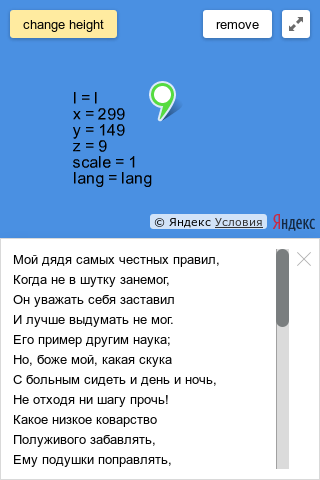 change height
remove
l = l
x = 299
y = 149
z = 9
scale = 1
lang = lang
© Яндекс Условия
Яндекс
Мой дядя самых честных правил,
Когда не в шутку занемог,
Он уважать себя заставил
И лучше выдумать не мог.
Его пример другим наука;
Но, боже мой, какая скука
С больным сидеть и день и ночь,
Не отходя ни шагу прочь!
Какое низкое коварство
Полуживого забавлять,
Ему подушки поправлять,